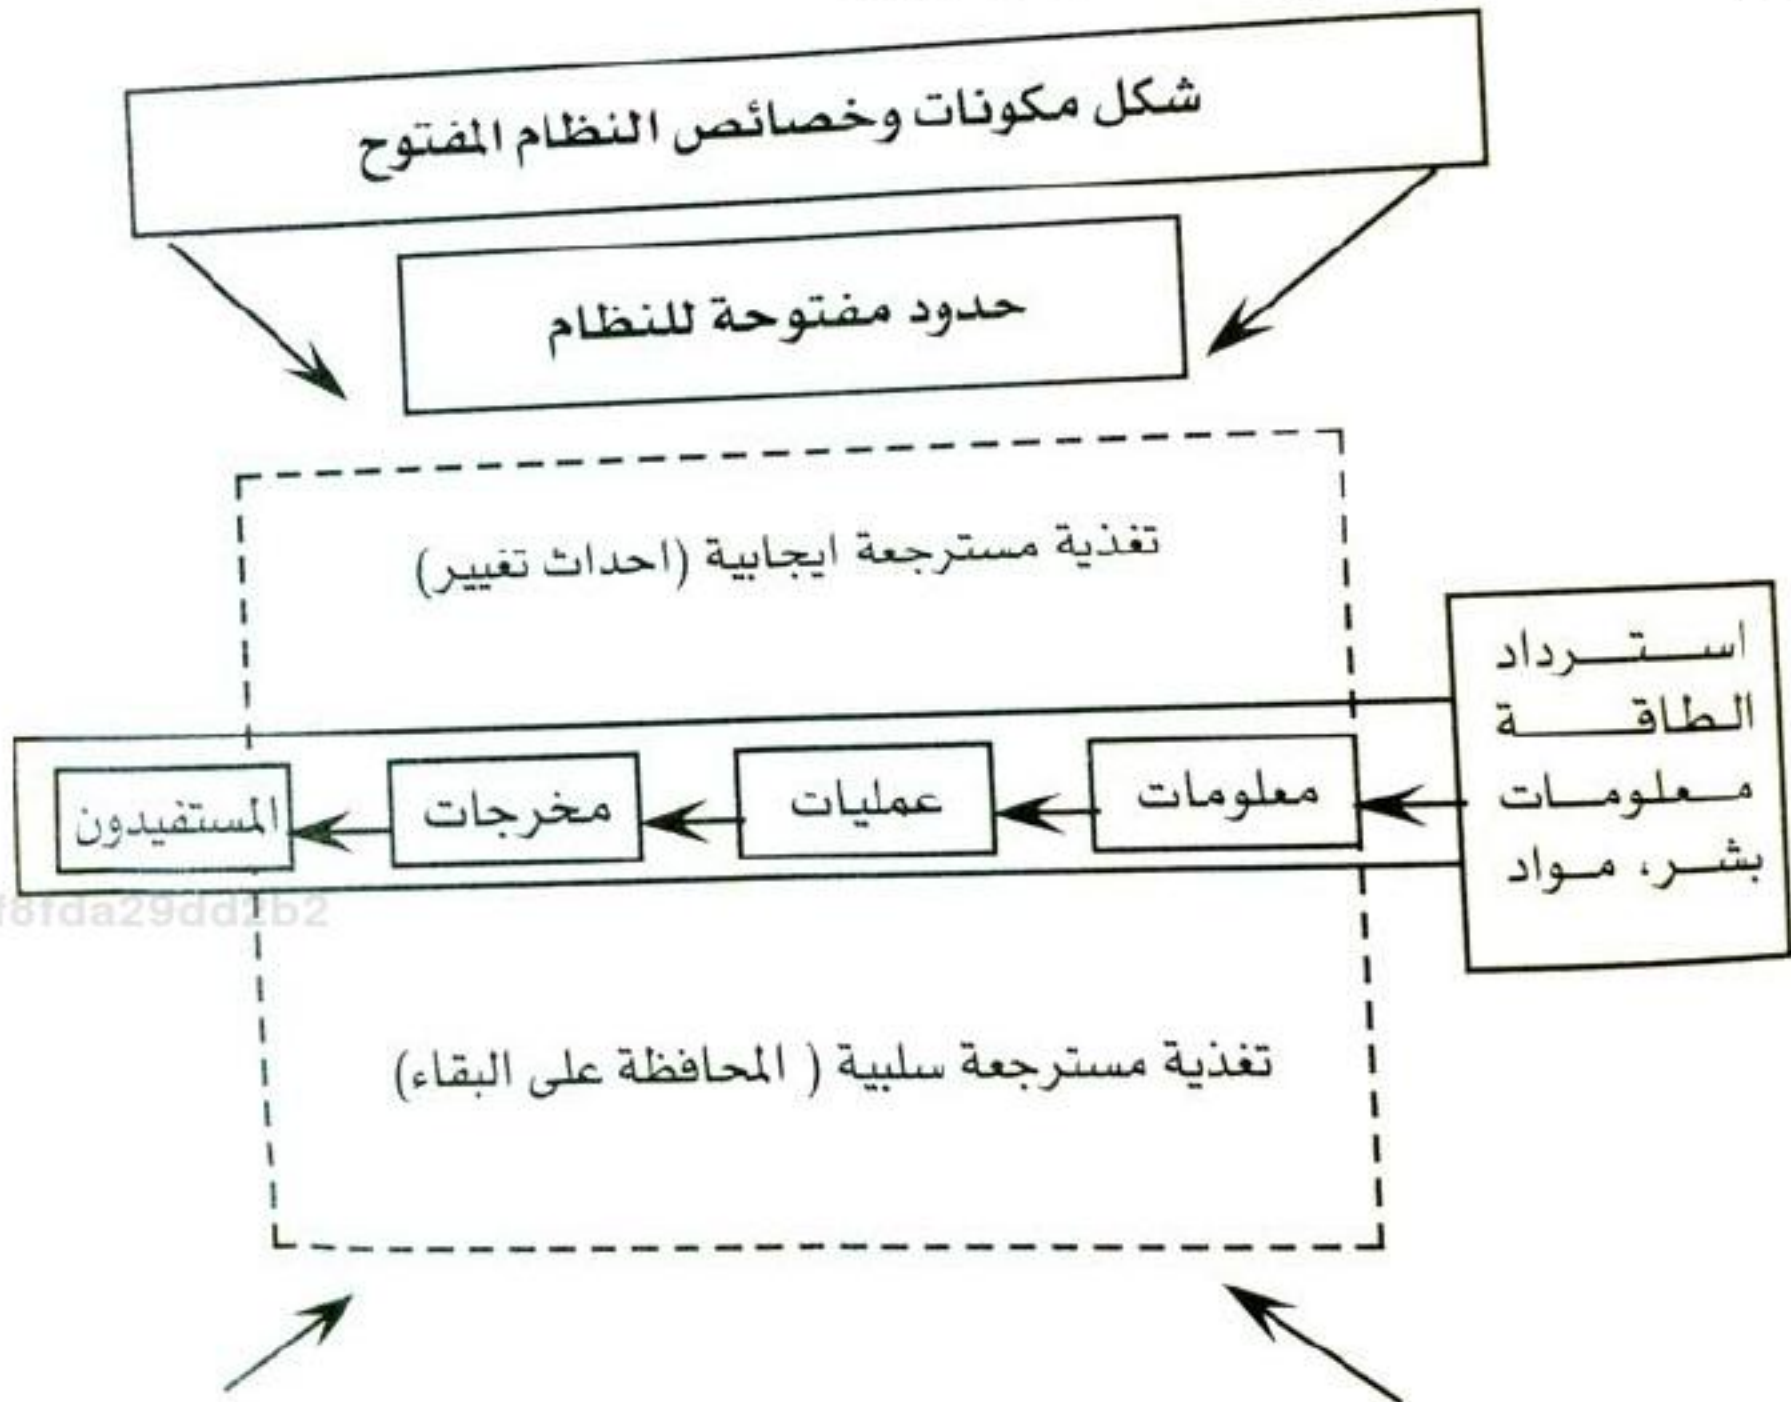 شكل مكونات وخصائص النظام المفتوح
حدود مفتوحة للنظام
تغذية مسترجعة ايجابية (احداث تغيير)
استرداد
الطاقة
معلومات
بشر، مواد
معلومات
عمليات
مخرجات
المستفيدون
f8fda29dd2b2
تغذية مسترجعة سلبية ( المحافظة على البقاء)